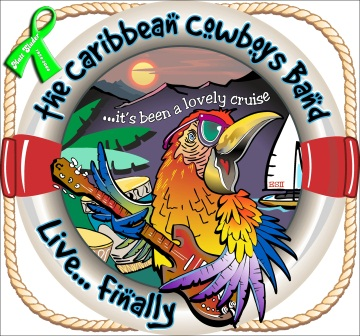 the Caribbean Cowboys Band
...it's been a lovely cruise
Live... Finally